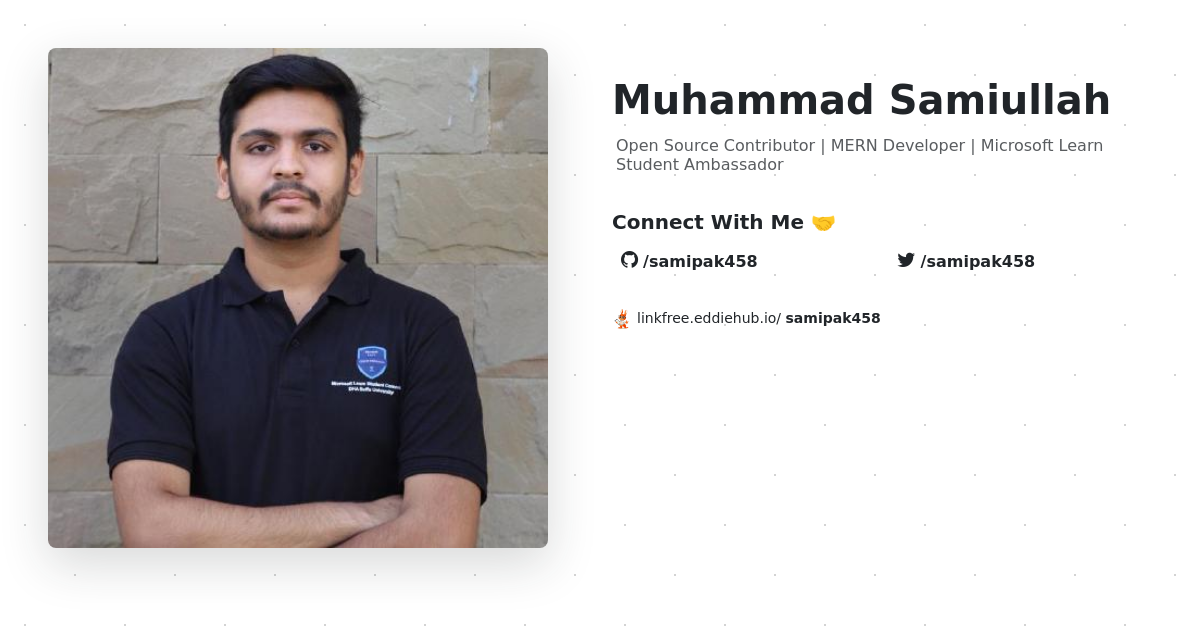 Muhammad Samiullah
Open Source Contributor | MERN Developer | Microsoft Learn
Student Ambassador
Connect With Me 🤝
/samipak458
/samipak458
linkfree.eddiehub.io/ samipak458
Microsoft Learn Student
DHA Suffa University